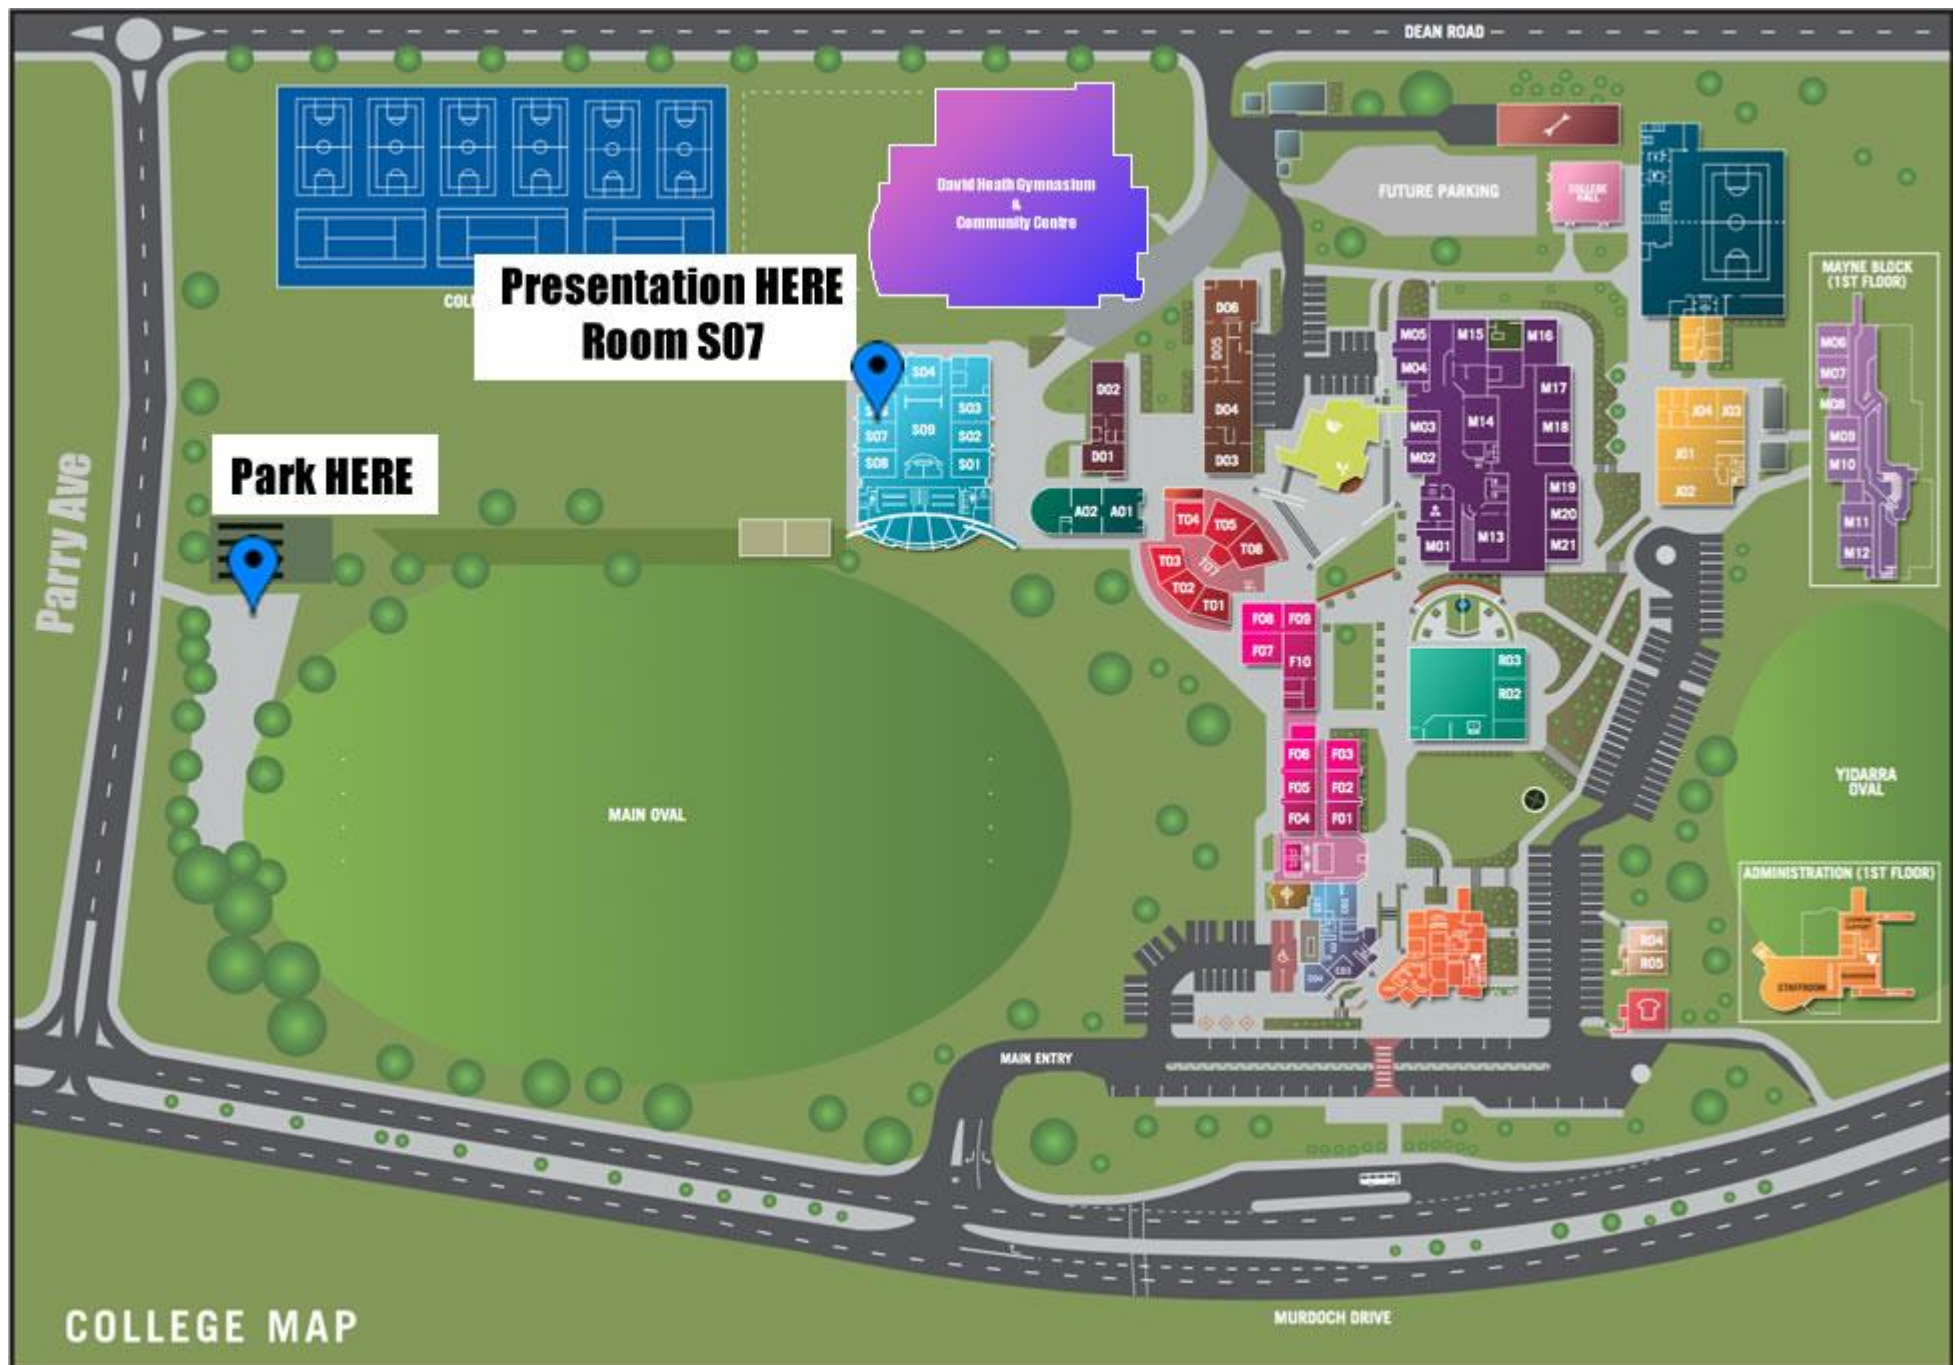 DEAN ROAD
David Heath Gymnasium
&
Community Centre
FUTURE PARKING
COLLEGE
HALL
MAYNE BLOCK
(1ST FLOOR)
M06
M07
M08
M09
M10
M11
M12
Presentation HERE
Room S07
Park HERE
Parry Ave
S04
S03
S09
S07
S02
S08
S01
D02
D01
D06
D05
D04
D03
A02
A01
M05
M15
M16
M04
M17
M14
M03
M18
M02
M19
M20
M13
M01
M21
J04
J03
J01
J02
T04
T05
T06
T03
T07
T02
T01
F08
F09
F07
F10
R03
R02
F06
F03
F05
F02
F04
F01
MAIN OVAL
YIDARRA
OVAL
ADMINISTRATION (1ST FLOOR)
STAFFROOM
R04
R05
MAIN ENTRY
MURDOCH DRIVE
COLLEGE MAP